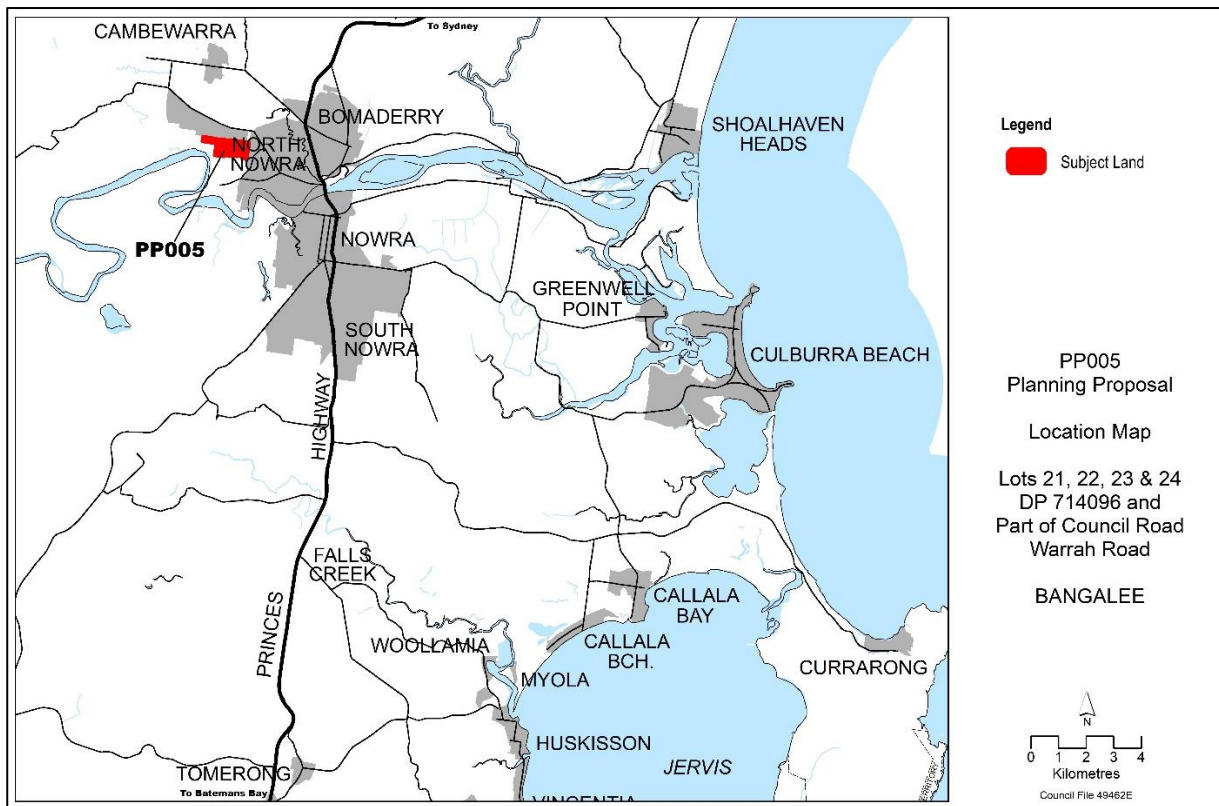 To Sydney
CAMBEWARRA
BOMADERRY
NORTH
NOWRA
SHOALHAVEN
HEADS
PP005
NOWRA
GREENWELL
POINT
SOUTH
NOWRA
CULBURRA BEACH
HIGHWAY
FALLS
CREEK
CALLALA
BAY
PRINCES
WOOLLAMIA
CALLALA
BCH.
CURRARONG
MYOLA
HUSKISSON
TOMERONG
JERVIS
To Batemans Bay
VINCENTIA
TERRITORY
Legend
Subject Land
PP005
Planning Proposal
Location Map
Lots 21, 22, 23 & 24
DP 714096 and
Part of Council Road
Warrah Road
BANGALEE
N
0 1 2 3 4
Kilometres
Council File 49462E